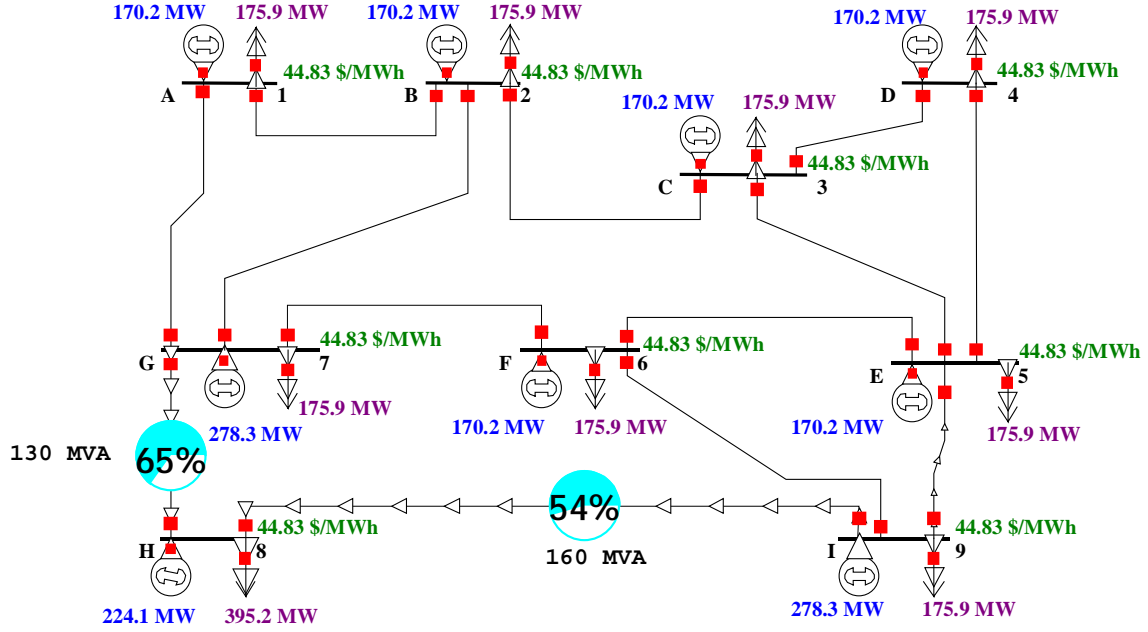 170.2 MW 175.9 MW 170.2 MW 175.9 MW 170.2 MW 175.9 MW
44.83 $/MWh 44.83 $/MWh 44.83 $/MWh
A 1 B 2 D 4
170.2 MW 175.9 MW
44.83 $/MWh
C 3
44.83 $/MWh 44.83 $/MWh 44.83 $/MWh
G 7 F 6 E 5
175.9 MW
170.2 MW 175.9 MW 170.2 MW 175.9 MW
278.3 MW
130 MVA 65%
54%
44.83 $/MWh 44.83 $/MWh
H 8 160 MVA I 9
224.1 MW 395.2 MW 278.3 MW 175.9 MW